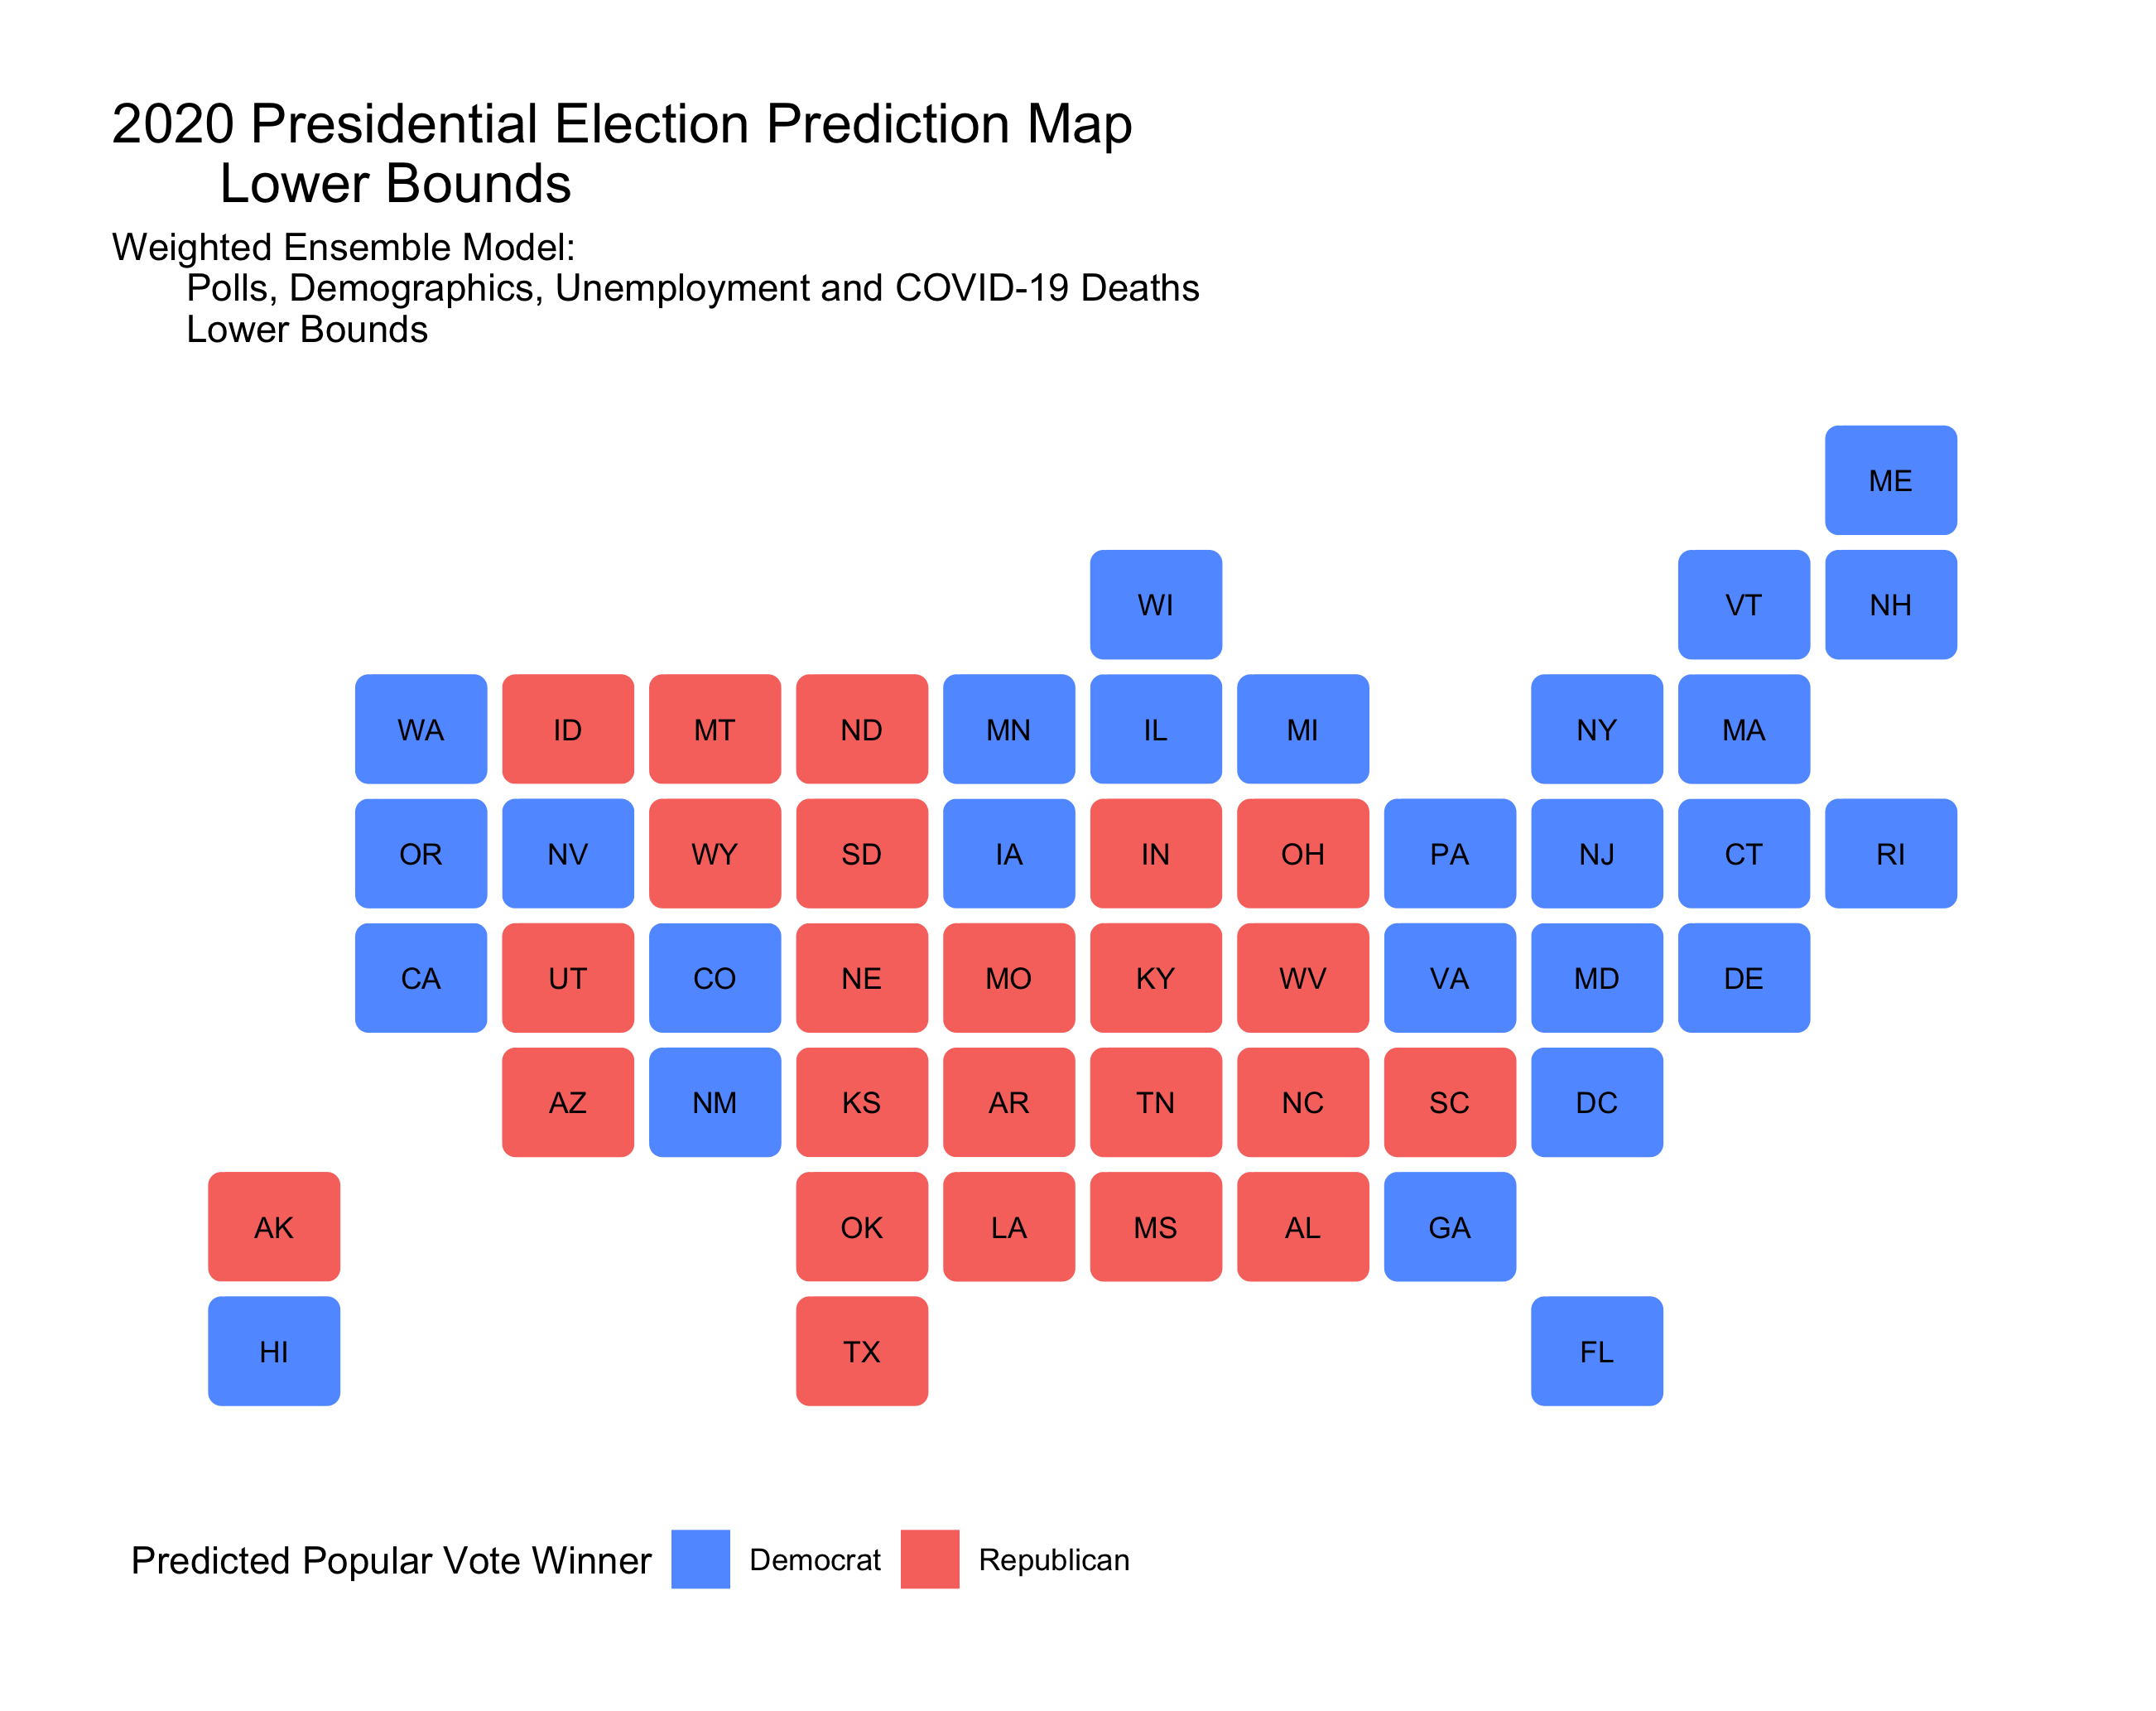 2020 Presidential Election Prediction Map
Lower Bounds
Weighted Ensemble Model:
Polls, Demographics, Unemployment and COVID-19 Deaths
Lower Bounds
ME
WI VT NH
WA ID MT ND MN IL MI NY MA
OR NV WY SD IA IN OH PA NJ CT RI
CA UT CO NE MO KY WV VA MD DE
AZ NM KS AR TN NC SC DC
AK OK LA MS AL GA
HI TX FL
Predicted Popular Vote Winner Democrat Republican